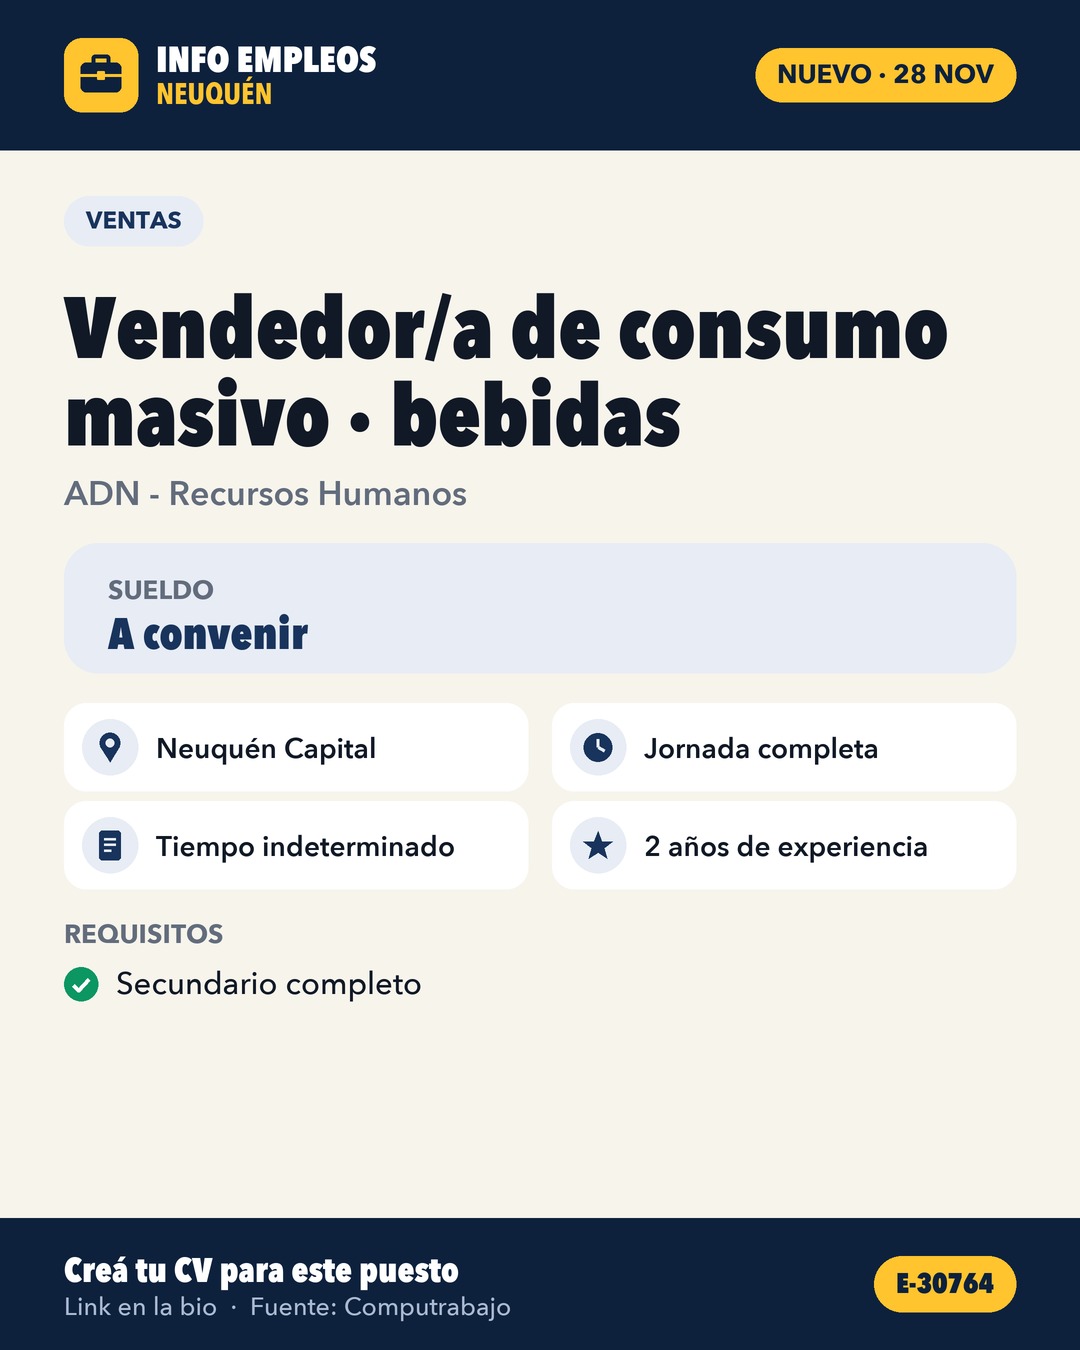 INFO EMPLEOS
NEUQUÉN
NUEVO · 28 NOV
VENTAS
Vendedor/a de consumo
masivo · bebidas
ADN - Recursos Humanos
SUELDO
A convenir
Neuquén Capital
Jornada completa
Tiempo indeterminado
2 años de experiencia
REQUISITOS
Secundario completo
Creá tu CV para este puesto
Link en la bio · Fuente: Computrabajo
E-30764